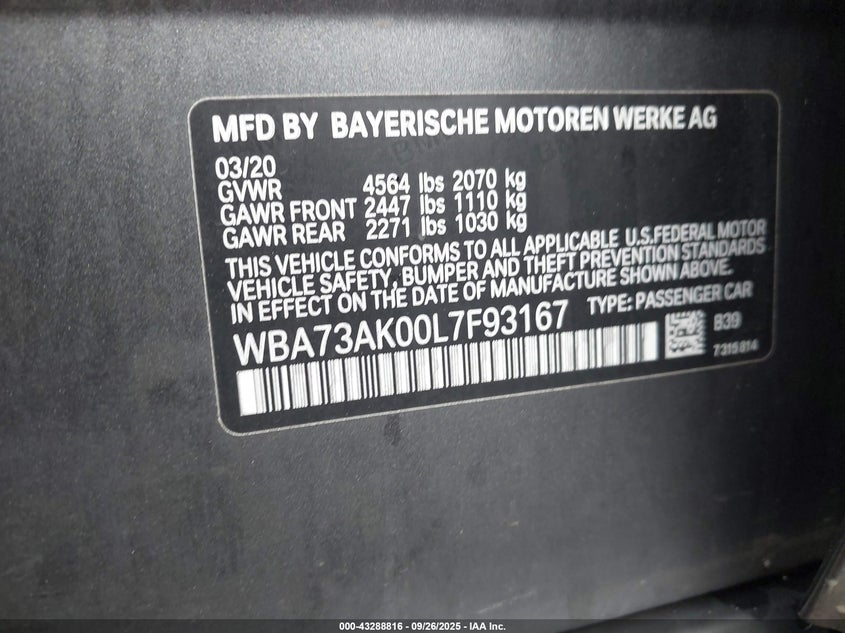 MFD BY BAYERISCHE MOTOREN WERKE AG
03/20
GVWR 4564 lbs 2070 kg
GAWR FRONT 2447 lbs 1110 kg
GAWR REAR 2271 lbs 1030 kg
THIS VEHICLE CONFORMS TO ALL APPLICABLE U.S.FEDERAL MOTOR
VEHICLE SAFETY, BUMPER AND THEFT PREVENTION STANDARDS
IN EFFECT ON THE DATE OF MANUFACTURE SHOWN ABOVE.
WBA73AK00L7F93167 TYPE: PASSENGER CAR
B39
7315814
000-43288816 - 09/26/2025 - IAA Inc.